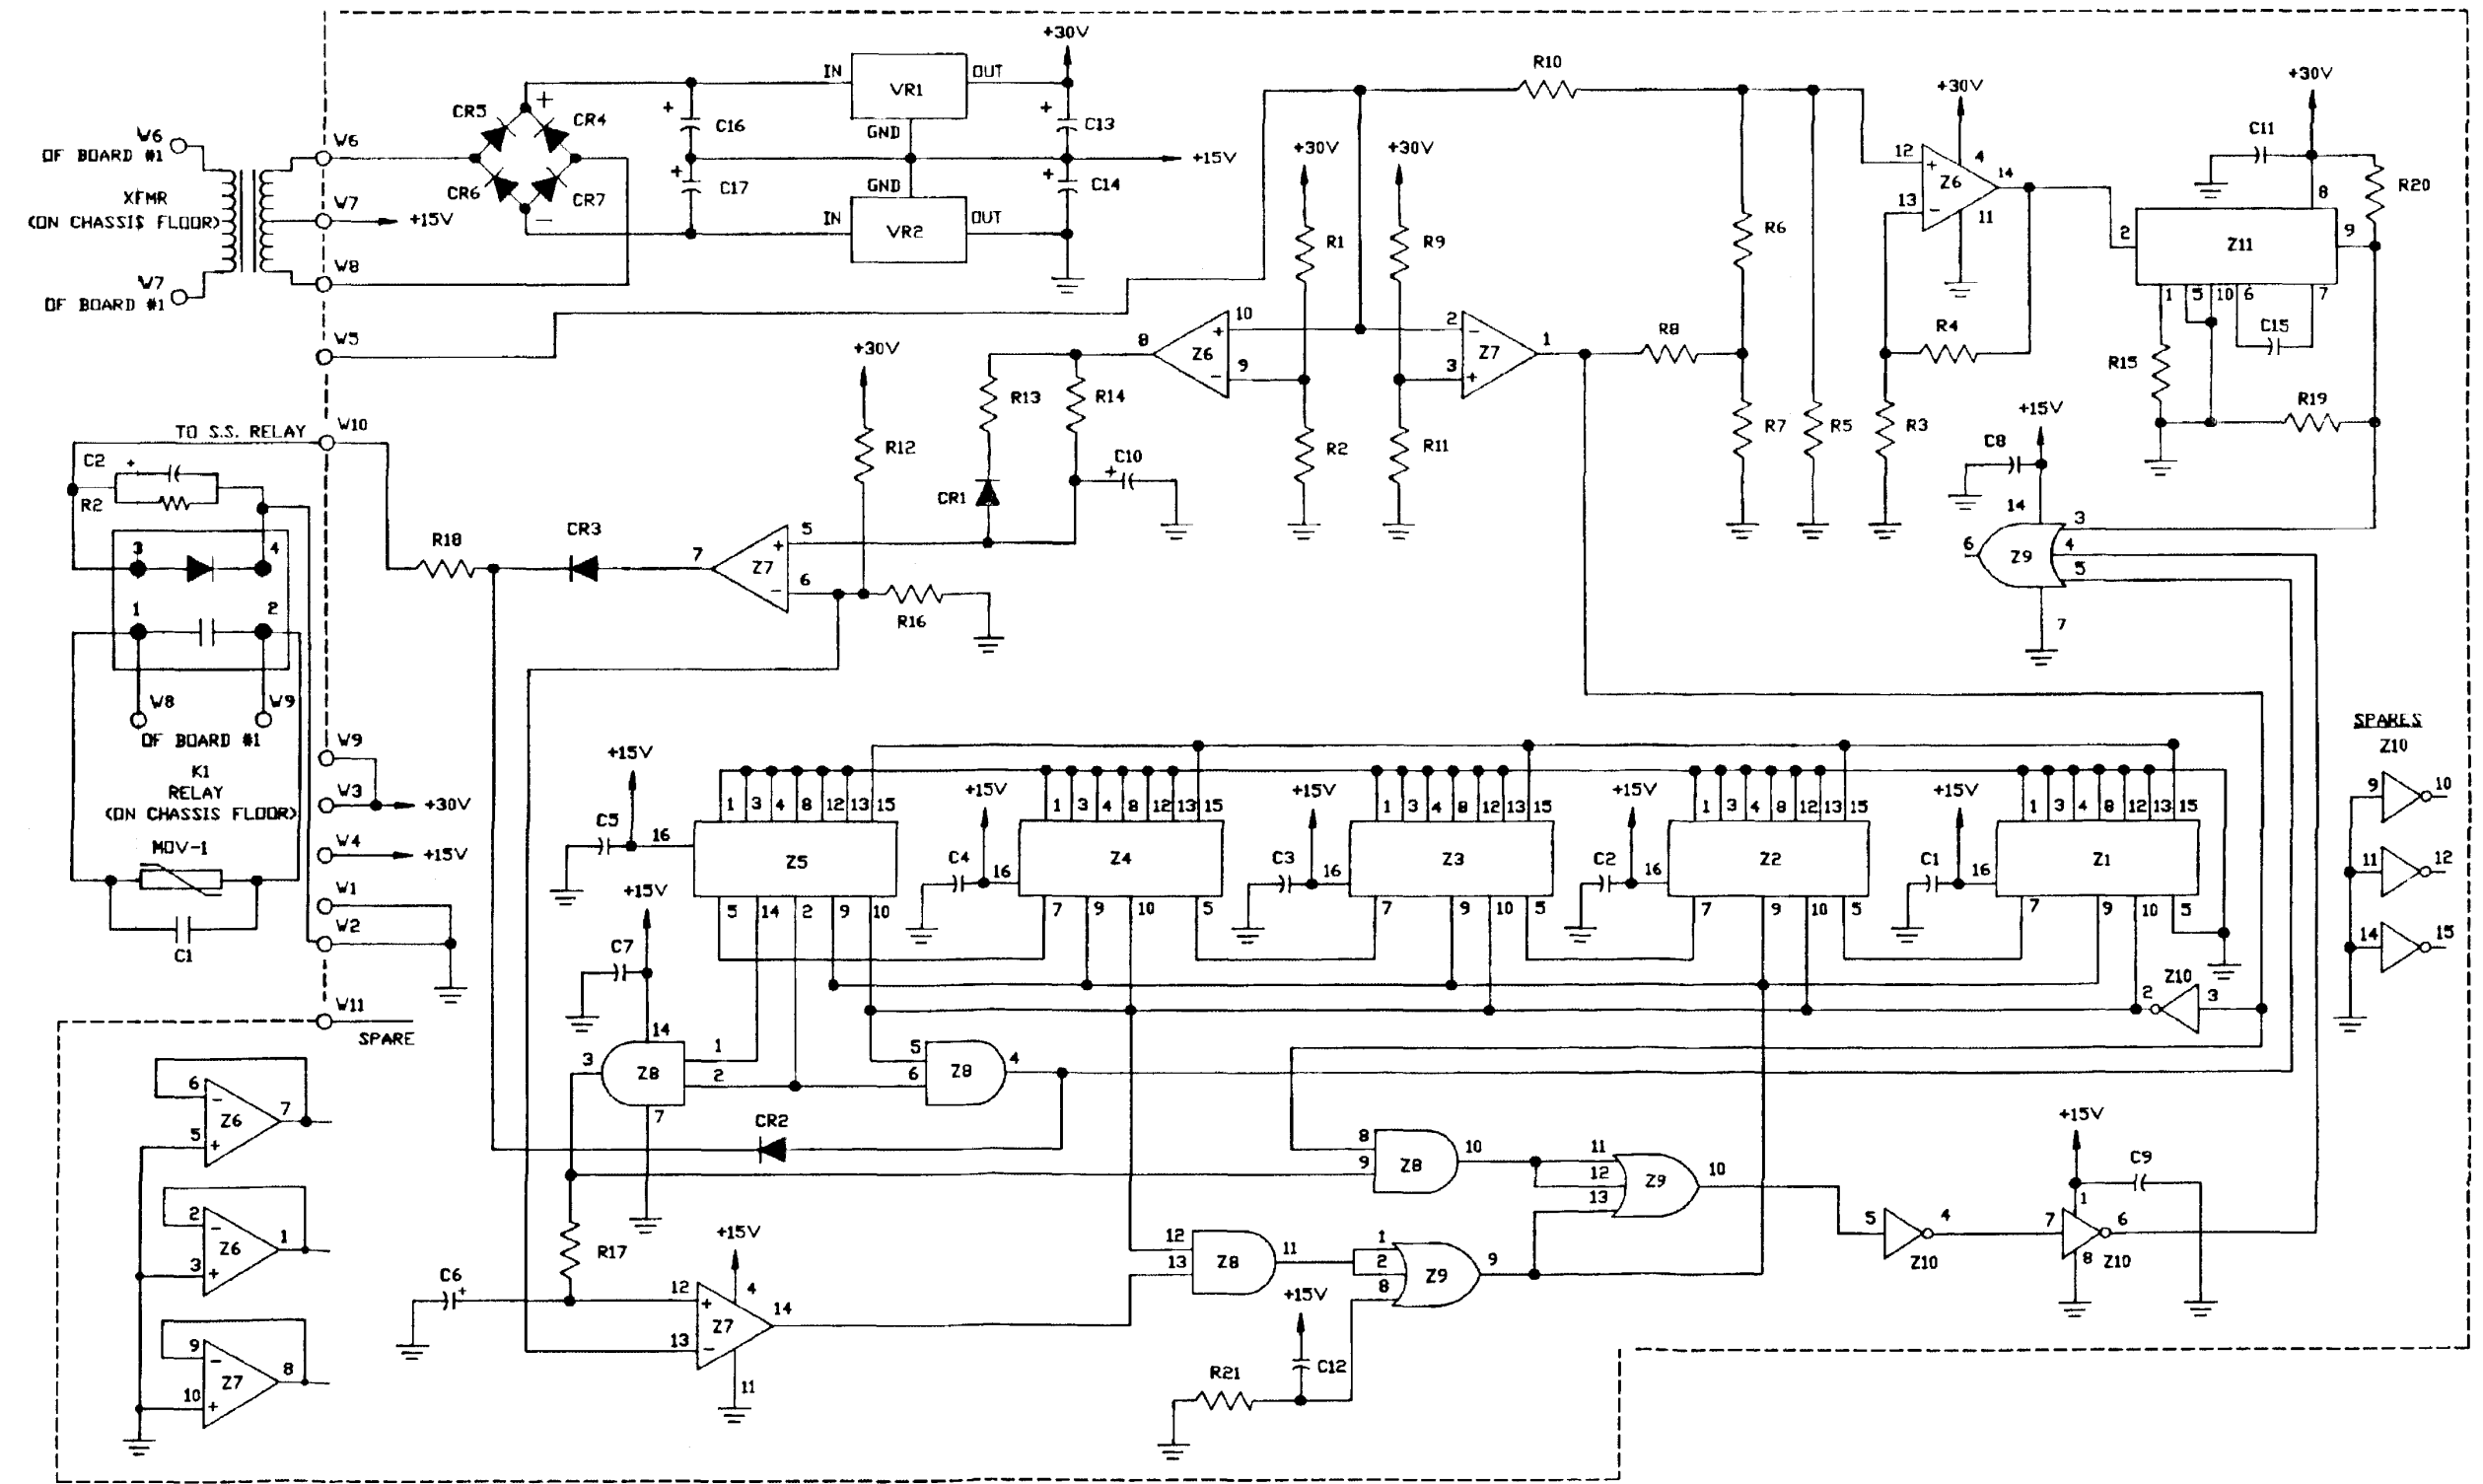 W6
OF BOARD #1
XFMR
(ON CHASSIS FLOOR)
W7
OF BOARD #1
W6
W7
+15V
W8
W5
CR5
+
CR4
CR6
CR7
−
+
C16
+
C17
IN
VR1
OUT
GND
GND
IN
VR2
OUT
+30V
+
C13
+15V
+
C14
R10
+30V
R1
R2
+30V
R9
R11
10
+
8
Z6
9
−
2
−
Z7
1
3
+
R8
R6
R7
R5
R3
R4
+30V
12
+
4
Z6
14
13
−
11
+30V
C11
8
R20
2
Z11
9
1
5
10
6
7
C15
R15
R19
+15V
C8
14
3
6
Z9
4
5
7
+30V
R12
R13
R14
CR1
+
C10
5
+
7
Z7
6
−
R16
CR3
R18
TO S.S. RELAY
W10
C2
+
R2
3
4
1
2
W8
W9
OF BOARD #1
K1
RELAY
(ON CHASSIS FLOOR)
MOV-1
C1
W9
W3
+30V
W4
+15V
W1
W2
W11
SPARE
+15V
C5
16
1 3 4 8 12 13 15
Z5
5 14 2 9 10
+15V
C4
16
1 3 4 8 12 13 15
Z4
7 9 10 5
+15V
C3
16
1 3 4 8 12 13 15
Z3
7 9 10 5
+15V
C2
16
1 3 4 8 12 13 15
Z2
7 9 10 5
+15V
C1
16
1 3 4 8 12 13 15
Z1
7 9 10 5
SPARES
Z10
9
10
11
12
14
15
Z10
2
3
+15V
C7
14
3
Z8
1
2
7
5
6
Z8
4
CR2
8
9
Z8
10
11
12
13
Z9
10
R17
C6
+
+15V
12
+
4
Z7
14
13
−
11
12
13
Z8
11
1
2
8
Z9
9
+15V
C12
R21
5
4
Z10
+15V
C9
1
7
6
8
Z10
6
−
Z6
7
5
+
2
−
Z6
1
3
+
9
−
Z7
8
10
+